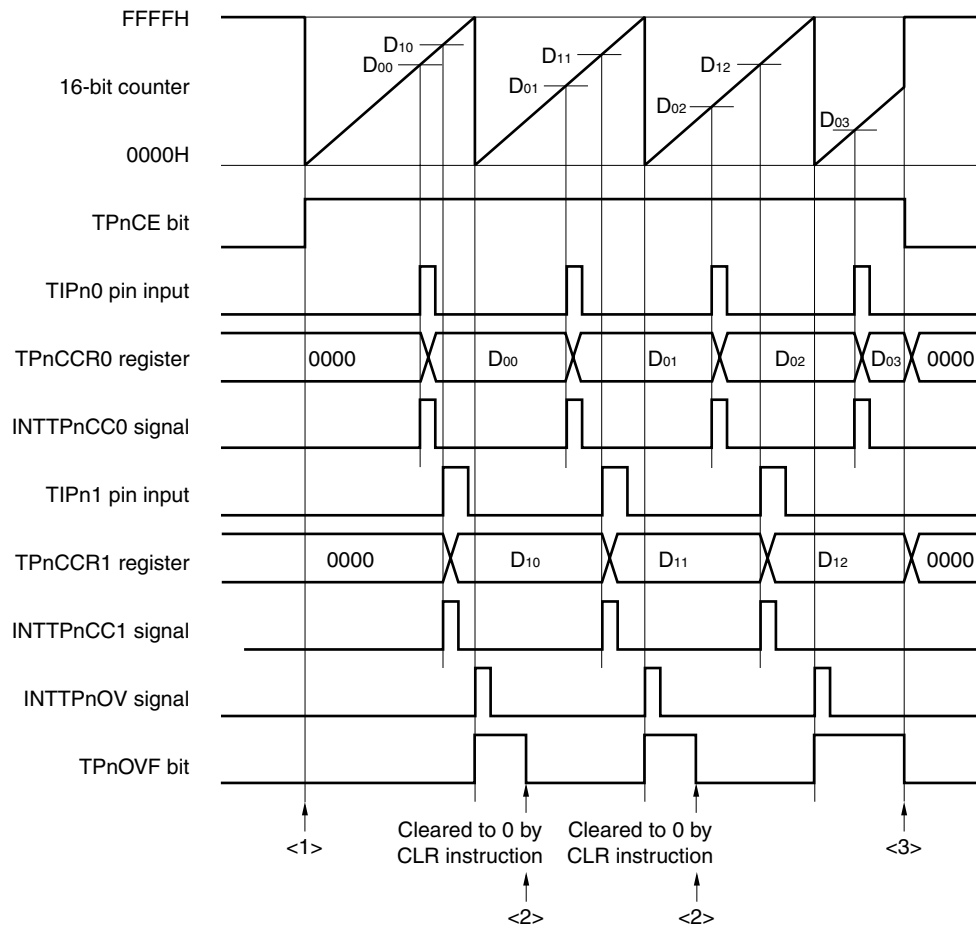 FFFFH
D10
D11
D00
D12
16-bit counter
D01
D02
D03
0000H
TPnCE bit
TIPn0 pin input
TPnCCR0 register
0000
D00
D01
D02
D03
0000
INTTPnCC0 signal
TIPn1 pin input
TPnCCR1 register
0000
D10
D11
D12
0000
INTTPnCC1 signal
INTTPnOV signal
TPnOVF bit
<1>
Cleared to 0 by
CLR instruction
Cleared to 0 by
CLR instruction
<3>
<2>
<2>